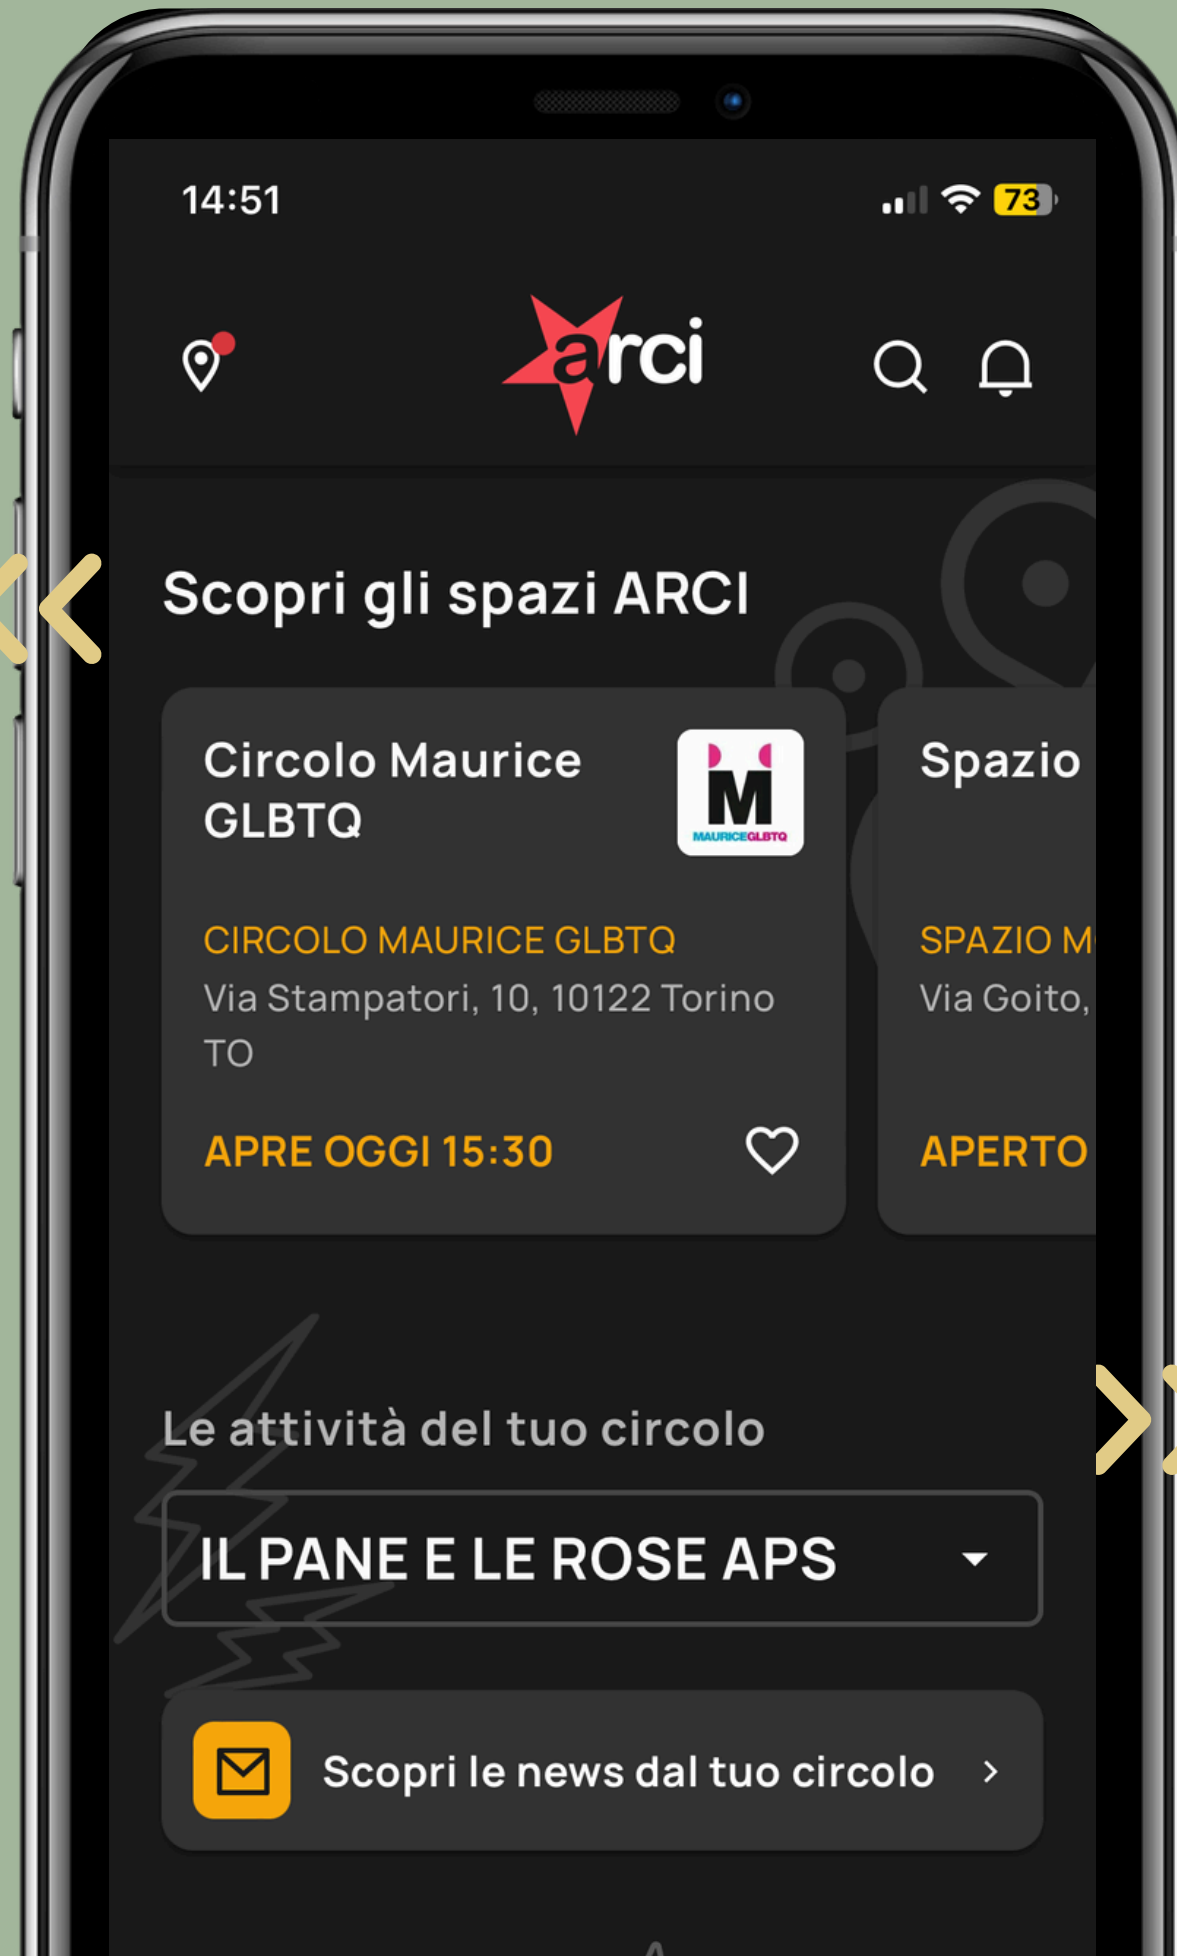 14:51
73
arci
Scopri gli spazi ARCI
Circolo Maurice
GLBTQ
MAURICEGLBTQ
CIRCOLO MAURICE GLBTQ
Via Stampatori, 10, 10122 Torino
TO
APRE OGGI 15:30
Spazio
SPAZIO M
Via Goito,
APERTO
Le attività del tuo circolo
IL PANE E LE ROSE APS
Scopri le news dal tuo circolo